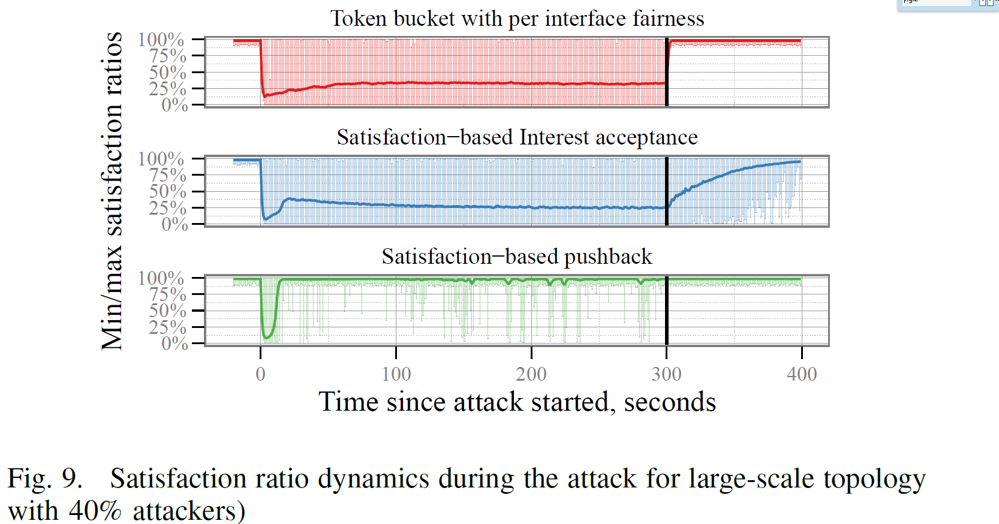 Token bucket with per interface fairness
Min/max satisfaction ratios
100%
75%
50%
25%
0%
Satisfaction−based Interest acceptance
100%
75%
50%
25%
0%
Satisfaction−based pushback
100%
75%
50%
25%
0%
0 100 200 300 400
Time since attack started, seconds
Fig. 9. Satisfaction ratio dynamics during the attack for large-scale topology
with 40% attackers)